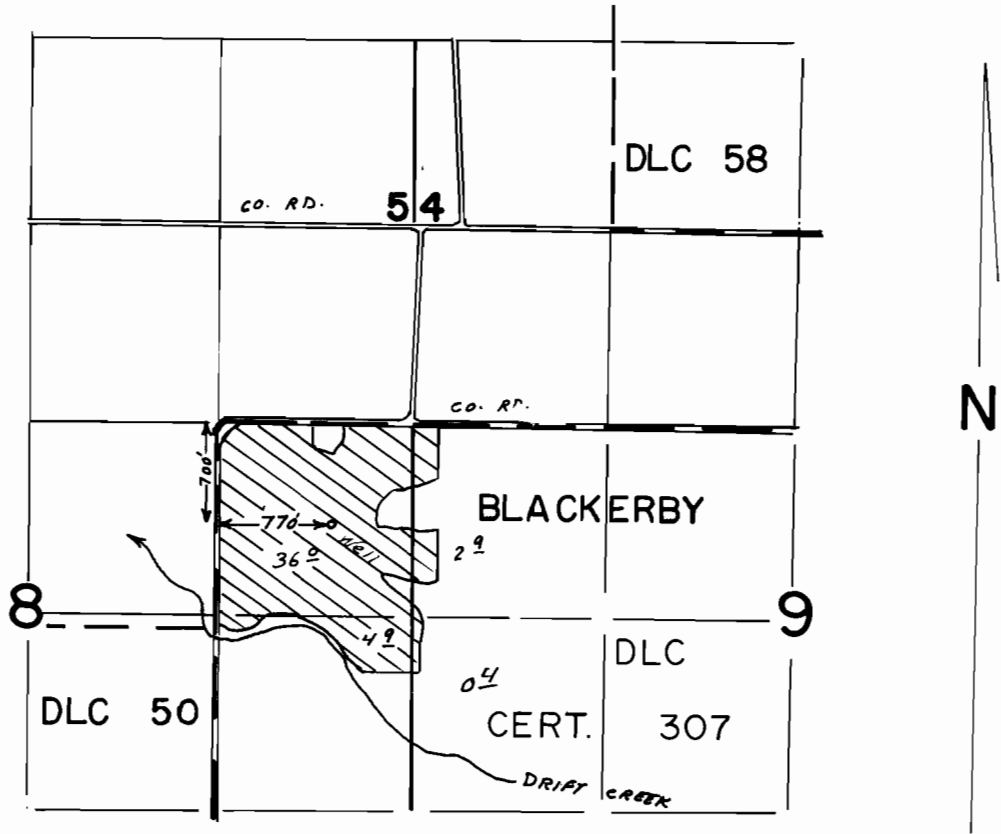 DLC 58
CO. RD.
5 4
N
CO. RD.
700'
BLACKERBY
770'
Well
36 0
2 9
8
9
4 9
DLC
0 4
DLC 50
CERT. 307
DRIFT CREEK